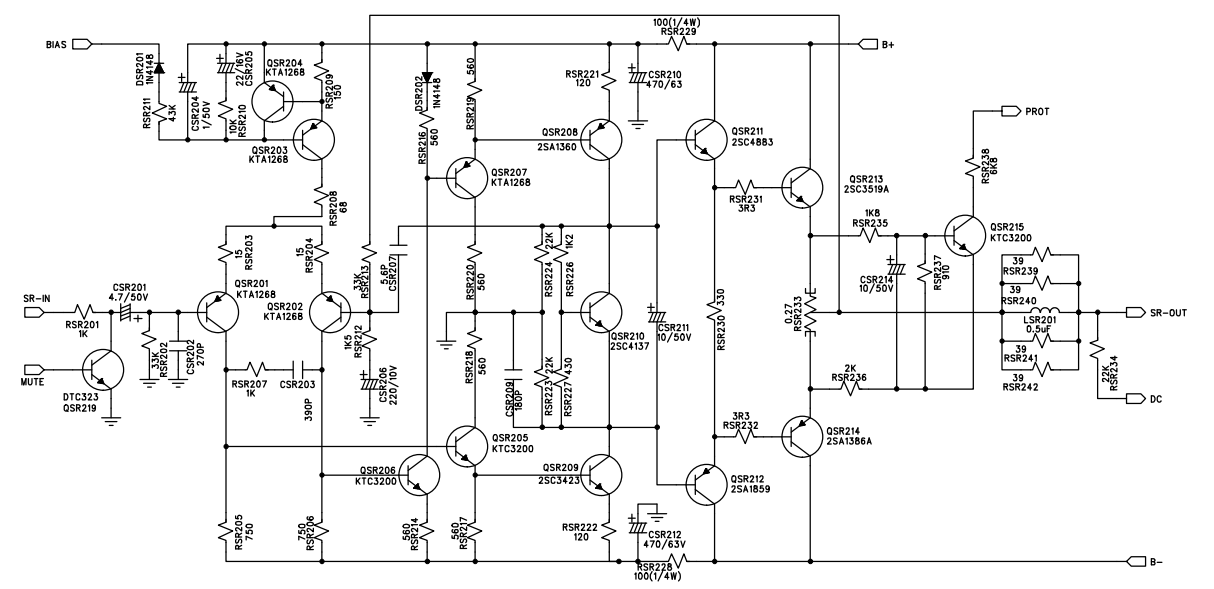 100(1/4W)
RSR229
BIAS
B+
DSR201
1N4148
RSR211
43K
CSR204
1/50V
22/16V
CSR205
10K
RSR210
QSR204
KTA1268
RSR209
150
QSR203
KTA1268
RSR208
68
DSR202
1N4148
RSR216
560
560
RSR219
RSR221
120
CSR210
470/63
QSR208
2SA1360
QSR207
KTA1268
QSR211
2SC4883
QSR213
2SC3519A
RSR231
3R3
PROT
RSR238
6K8
1K8
RSR235
QSR215
KTC3200
CSR214
10/50V
RSR237
910
15
RSR203
15
RSR204
33K
RSR213
5.6P
CSR207
RSR220
560
22K
RSR224
1K2
RSR226
SR-IN
RSR201
1K
CSR201
4.7/50V
33K
RSR202
CSR202
270P
QSR201
KTA1268
QSR202
KTA1268
1K5
RSR212
CSR206
220/10V
RSR218
560
CSR209
180P
RSR223
22K
RSR227
430
QSR210
2SC4137
CSR211
10/50V
RSR230
330
0.27
RSR233
39
RSR239
39
RSR240
LSR201
0.5uF
39
RSR241
39
RSR242
SR-OUT
22K
RSR234
DC
MUTE
DTC323
QSR219
RSR207
1K
CSR203
390P
2K
RSR236
3R3
RSR232
QSR214
2SA1386A
QSR205
KTC3200
QSR206
KTC3200
QSR209
2SC3423
QSR212
2SA1859
RSR205
750
750
RSR206
560
RSR214
560
RSR217
RSR222
120
CSR212
470/63V
RSR228
100(1/4W)
B-